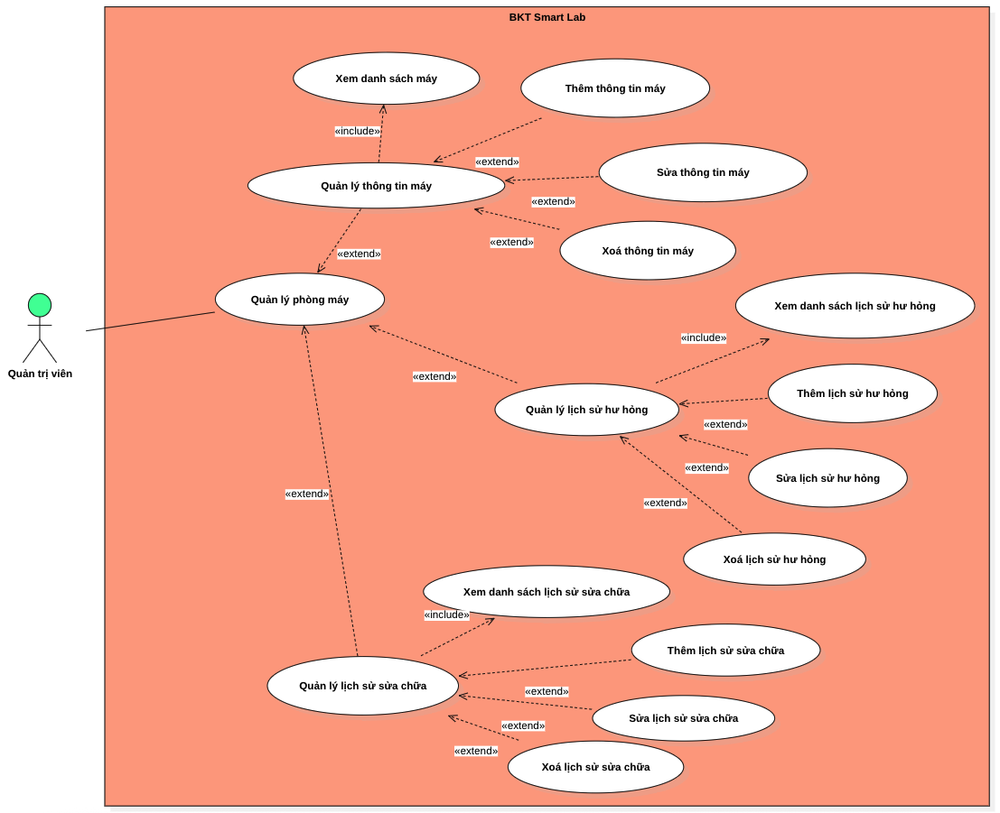 BKT Smart Lab
Xem danh sách máy
Thêm thông tin máy
«include»
«extend»
Sửa thông tin máy
Quản lý thông tin máy
«extend»
«extend»
Xoá thông tin máy
«extend»
Quản lý phòng máy
Xem danh sách lịch sử hư hỏng
«include»
Quản trị viên
«extend»
Thêm lịch sử hư hỏng
Quản lý lịch sử hư hỏng
«extend»
«extend»
Sửa lịch sử hư hỏng
«extend»
«extend»
Xoá lịch sử hư hỏng
Xem danh sách lịch sử sửa chữa
«include»
Thêm lịch sử sửa chữa
Quản lý lịch sử sửa chữa
«extend»
Sửa lịch sử sửa chữa
«extend»
«extend»
Xoá lịch sử sửa chữa